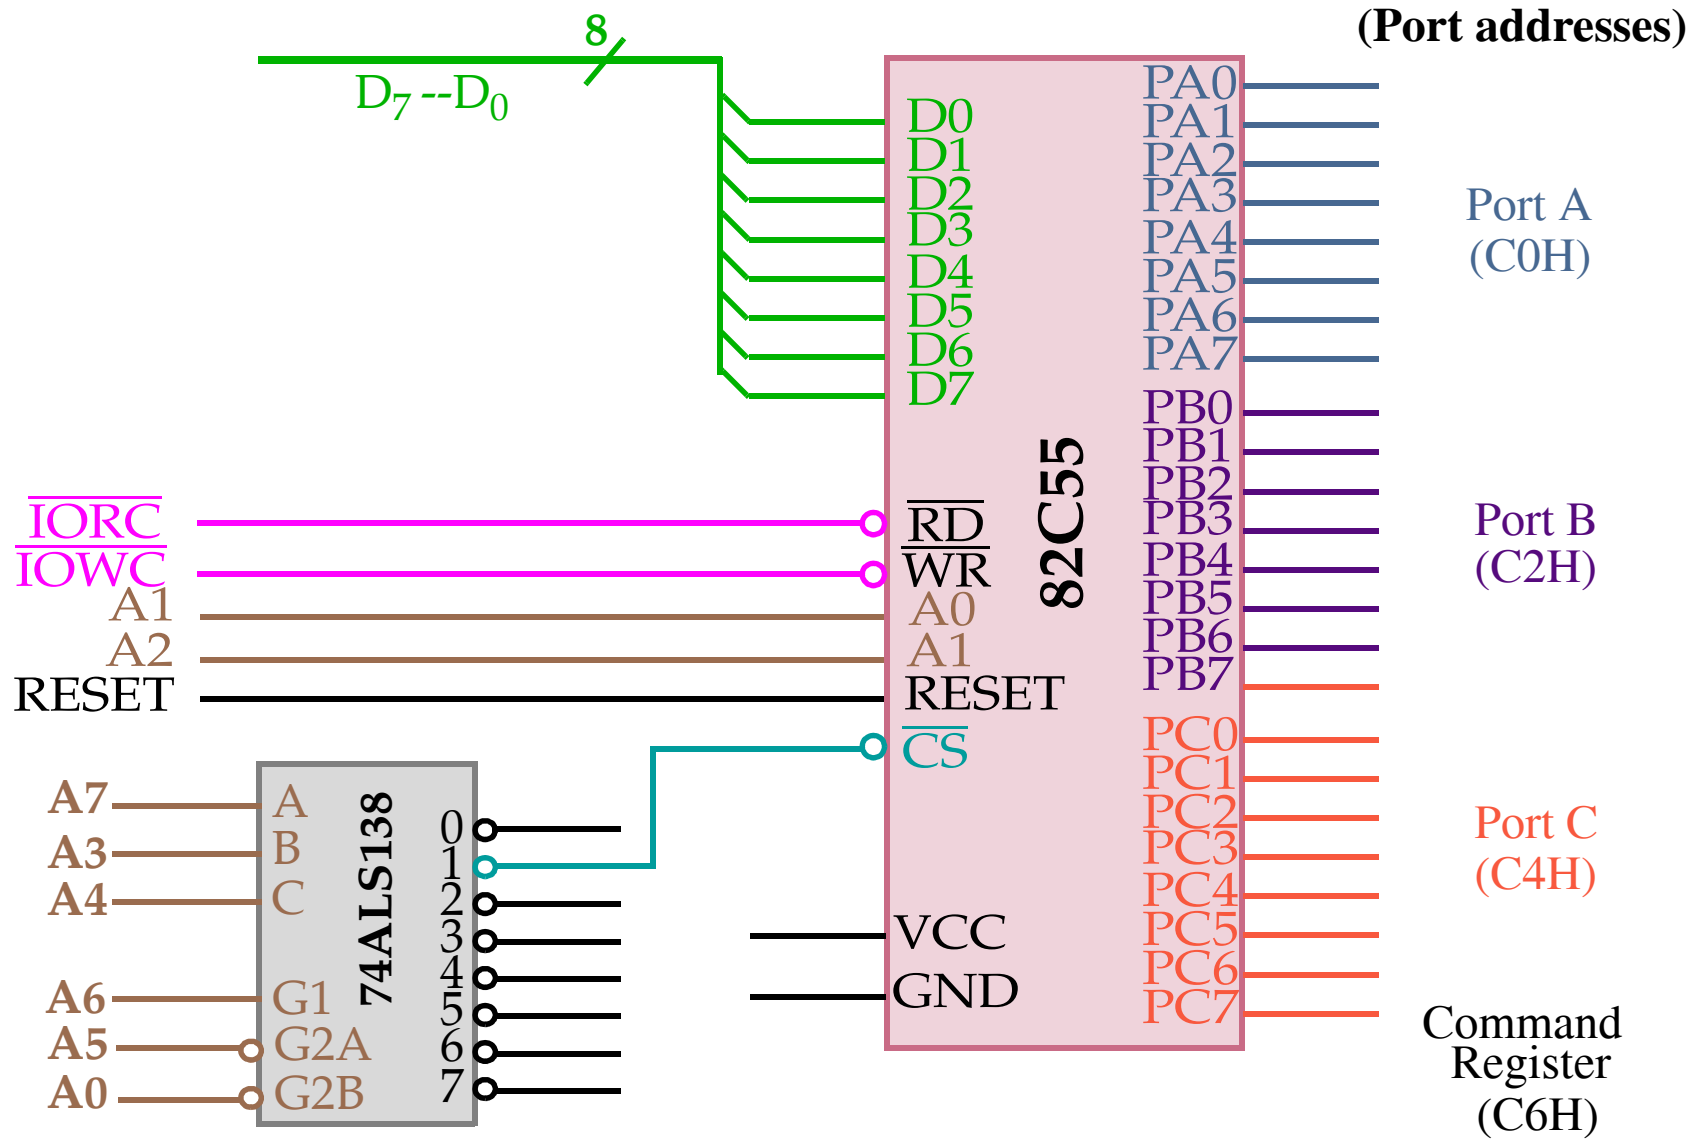 (Port addresses)
8
D7 --D0
D0
D1
D2
D3
D4
D5
D6
D7
IORC
IOWC
A1
A2
RESET
RD
WR
A0
A1
RESET
CS
82C55
VCC
GND
PA0
PA1
PA2
PA3
PA4
PA5
PA6
PA7
PB0
PB1
PB2
PB3
PB4
PB5
PB6
PB7
PC0
PC1
PC2
PC3
PC4
PC5
PC6
PC7
Port A
(C0H)
Port B
(C2H)
Port C
(C4H)
Command
Register
(C6H)
A7
A3
A4
A6
A5
A0
A
B
C
G1
G2A
G2B
74ALS138
0
1
2
3
4
5
6
7